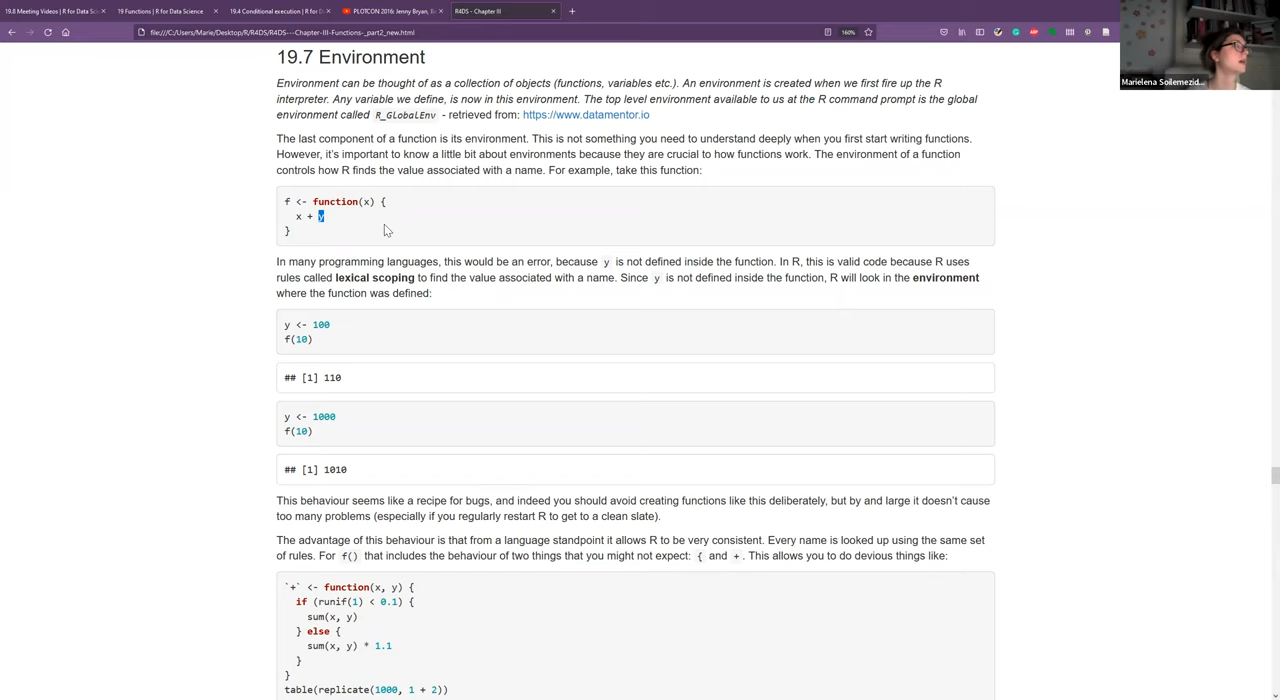 19.8 Meeting Videos | R for Data Sc
19 Functions | R for Data Science
19.4 Conditional execution | R for D
PLOTCON 2016: Jenny Bryan, R
R4DS - Chapter III
file:///C:/Users/Marie/Desktop/R/R4DS/R4DS---Chapter-III-Functions-_part2_new.html
160%
Marielena Soilemezid...
19.7 Environment
Environment can be thought of as a collection of objects (functions, variables etc.). An environment is created when we first fire up the R
interpreter. Any variable we define, is now in this environment. The top level environment available to us at the R command prompt is the global
environment called R_GlobalEnv - retrieved from: https://www.datamentor.io
The last component of a function is its environment. This is not something you need to understand deeply when you first start writing functions.
However, it's important to know a little bit about environments because they are crucial to how functions work. The environment of a function
controls how R finds the value associated with a name. For example, take this function:
f <- function(x) {
x + y
}
In many programming languages, this would be an error, because y is not defined inside the function. In R, this is valid code because R uses
rules called lexical scoping to find the value associated with a name. Since y is not defined inside the function, R will look in the environment
where the function was defined:
y <- 100
f(10)
## [1] 110
y <- 1000
f(10)
## [1] 1010
This behaviour seems like a recipe for bugs, and indeed you should avoid creating functions like this deliberately, but by and large it doesn't cause
too many problems (especially if you regularly restart R to get to a clean slate).
The advantage of this behaviour is that from a language standpoint it allows R to be very consistent. Every name is looked up using the same set
of rules. For f() that includes the behaviour of two things that you might not expect: { and +. This allows you to do devious things like:
`+` <- function(x, y) {
if (runif(1) < 0.1) {
sum(x, y)
} else {
sum(x, y) * 1.1
}
}
table(replicate(1000, 1 + 2))